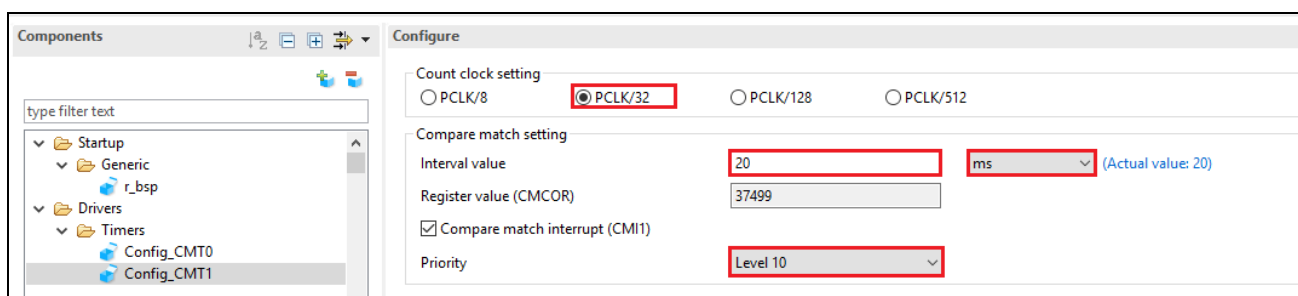 Components
Configure
type filter text
Startup
Generic
r_bsp
Drivers
Timers
Config_CMT0
Config_CMT1
Count clock setting
PCLK/8 PCLK/32 PCLK/128 PCLK/512
Compare match setting
Interval value 20 ms (Actual value: 20)
Register value (CMCOR) 37499
Compare match interrupt (CMI1)
Priority Level 10